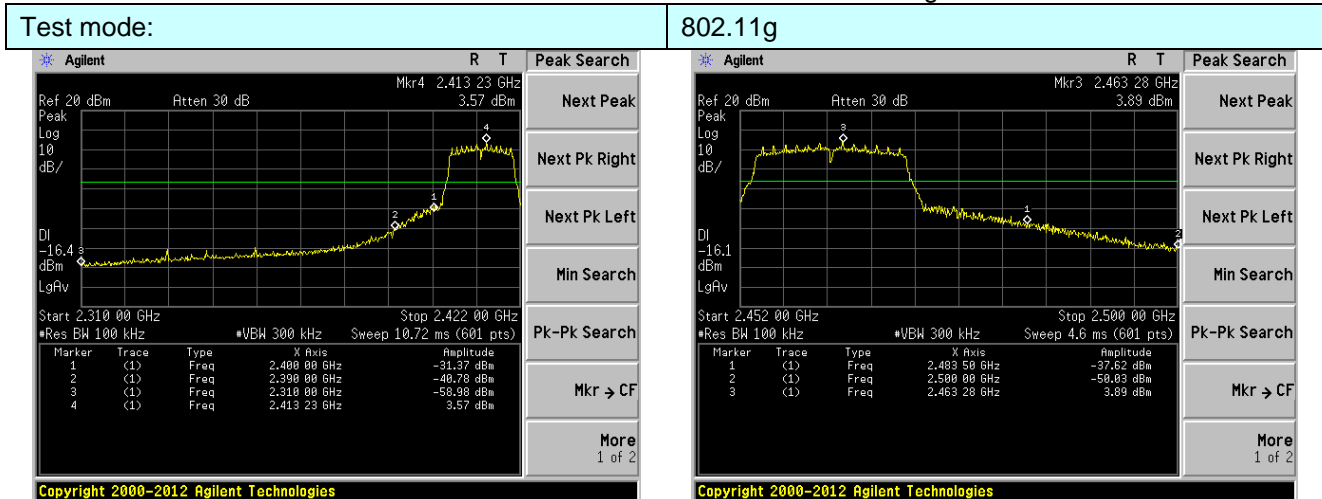 Test mode:
802.11g
Agilent
R T
Peak Search
Mkr4 2.413 23 GHz
Ref 20 dBm Atten 30 dB 3.57 dBm
Peak
Log
10
dB/
DI
-16.4
dBm
LgAv
1
2
3
4
Start 2.310 00 GHz Stop 2.422 00 GHz
#Res BW 100 kHz #VBW 300 kHz Sweep 10.72 ms (601 pts)
Marker Trace Type X Axis Amplitude
1 (1) Freq 2.400 00 GHz -31.37 dBm
2 (1) Freq 2.390 00 GHz -40.78 dBm
3 (1) Freq 2.310 00 GHz -58.98 dBm
4 (1) Freq 2.413 23 GHz 3.57 dBm
Next Peak
Next Pk Right
Next Pk Left
Min Search
Pk-Pk Search
Mkr → CF
More
1 of 2
Copyright 2000-2012 Agilent Technologies
Agilent
R T
Peak Search
Mkr3 2.463 28 GHz
Ref 20 dBm Atten 30 dB 3.89 dBm
Peak
Log
10
dB/
DI
-16.1
dBm
LgAv
3
1
2
Start 2.452 00 GHz Stop 2.500 00 GHz
#Res BW 100 kHz #VBW 300 kHz Sweep 4.6 ms (601 pts)
Marker Trace Type X Axis Amplitude
1 (1) Freq 2.483 50 GHz -37.62 dBm
2 (1) Freq 2.500 00 GHz -50.03 dBm
3 (1) Freq 2.463 28 GHz 3.89 dBm
Next Peak
Next Pk Right
Next Pk Left
Min Search
Pk-Pk Search
Mkr → CF
More
1 of 2
Copyright 2000-2012 Agilent Technologies